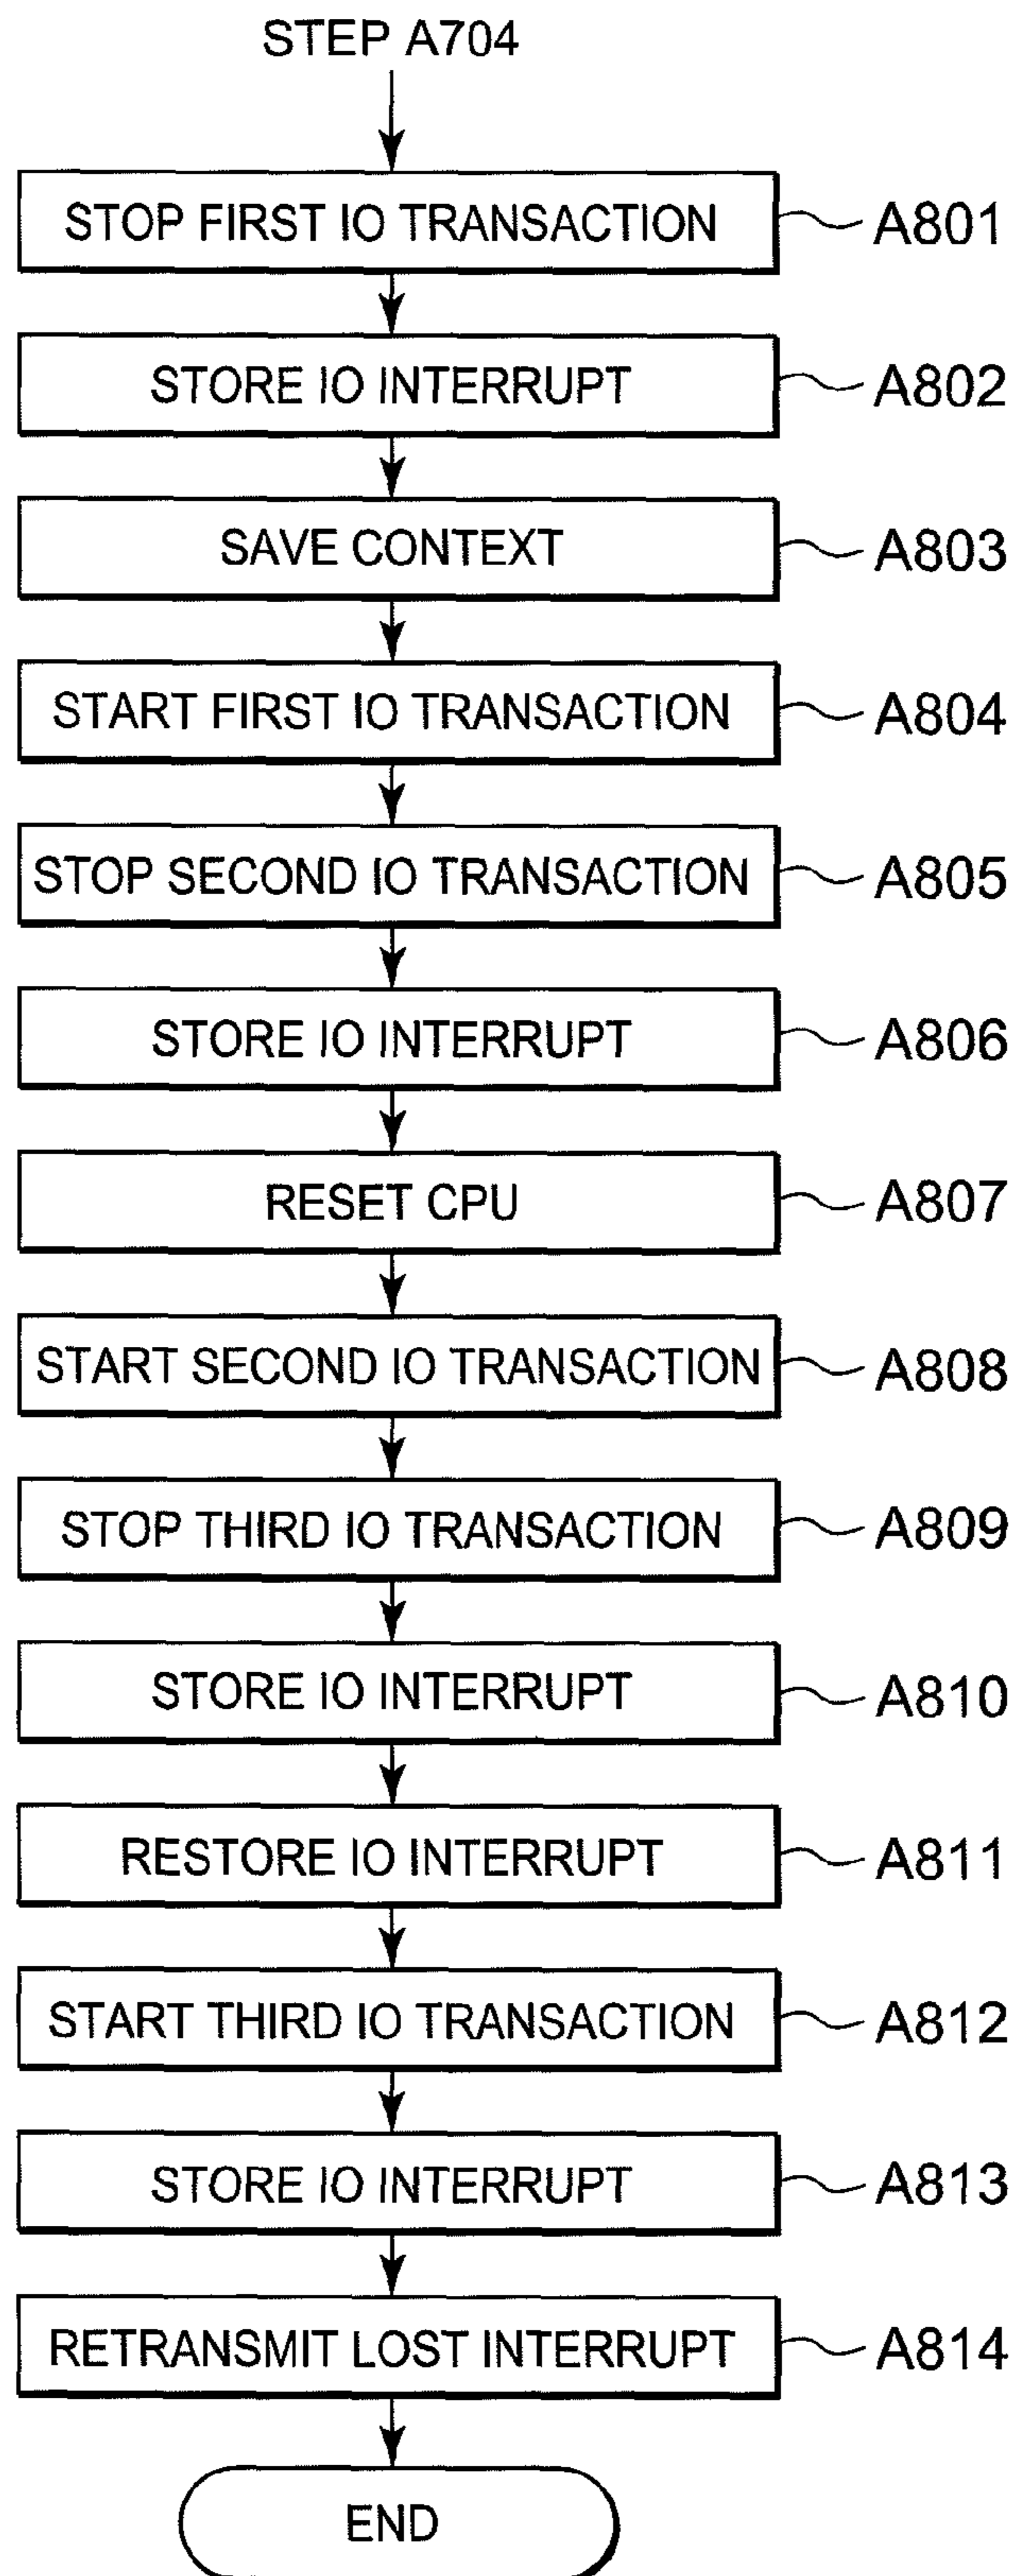 STEP A704
STOP FIRST IO TRANSACTION A801
STORE IO INTERRUPT A802
SAVE CONTEXT A803
START FIRST IO TRANSACTION A804
STOP SECOND IO TRANSACTION A805
STORE IO INTERRUPT A806
RESET CPU A807
START SECOND IO TRANSACTION A808
STOP THIRD IO TRANSACTION A809
STORE IO INTERRUPT A810
RESTORE IO INTERRUPT A811
START THIRD IO TRANSACTION A812
STORE IO INTERRUPT A813
RETRANSMIT LOST INTERRUPT A814
END